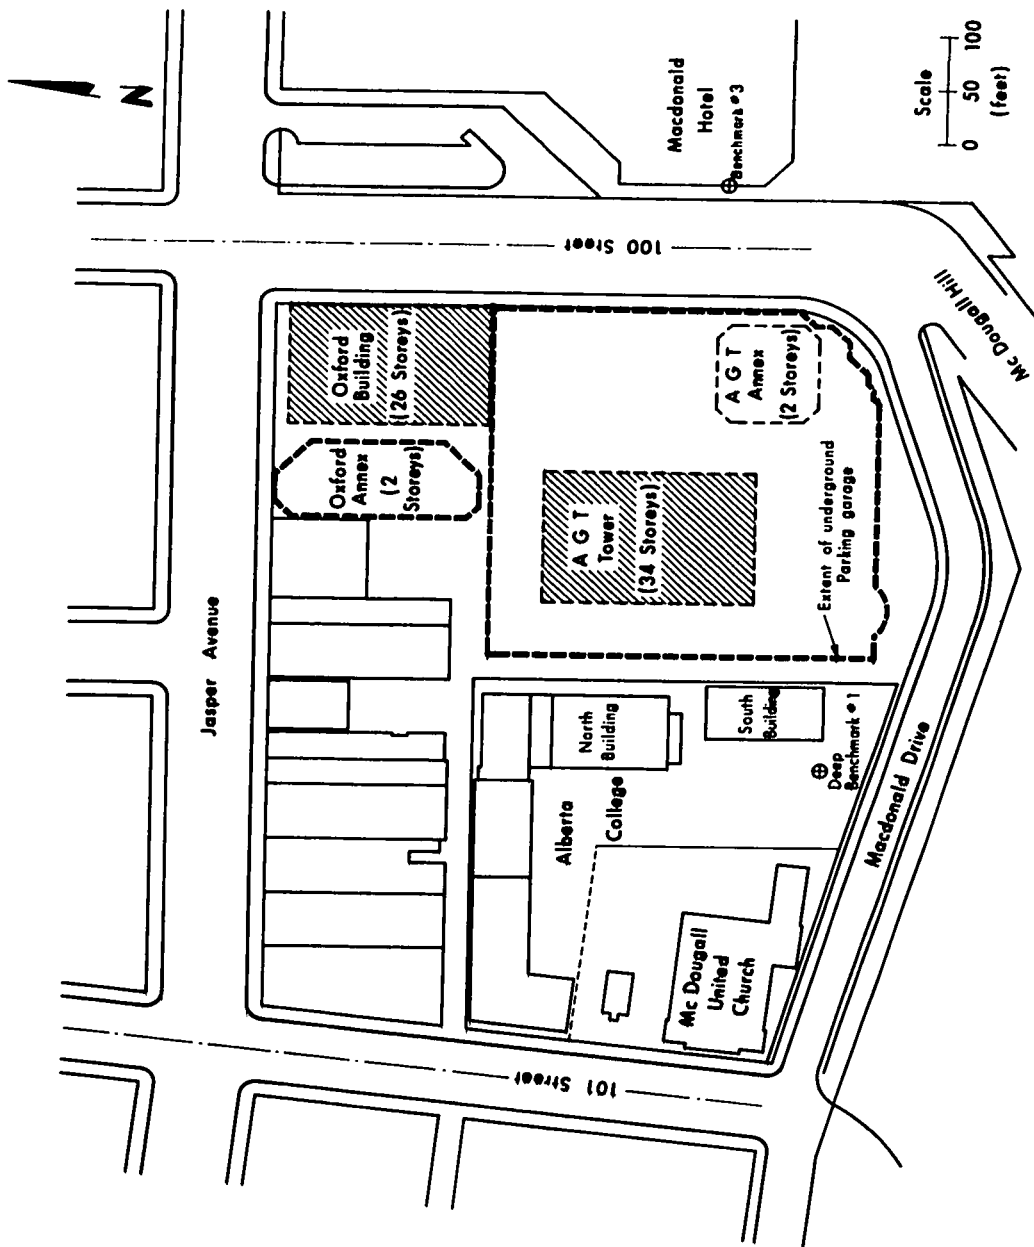 N
Jasper Avenue
Oxford
Building
(26 Storeys)
Oxford
Annex
(2
Storeys)
100 Street
Macdonald
Hotel
Benchmark #3
A G T
Tower
(34 Storeys)
A G T
Annex
(2 Storeys)
Extent of underground
Parking garage
Mc Dougall Hill
North
Building
South
Building
Alberta
College
Deep
Benchmark #1
Macdonald Drive
Mc Dougall
United
Church
101 Street
Scale
0 50 100
(feet)